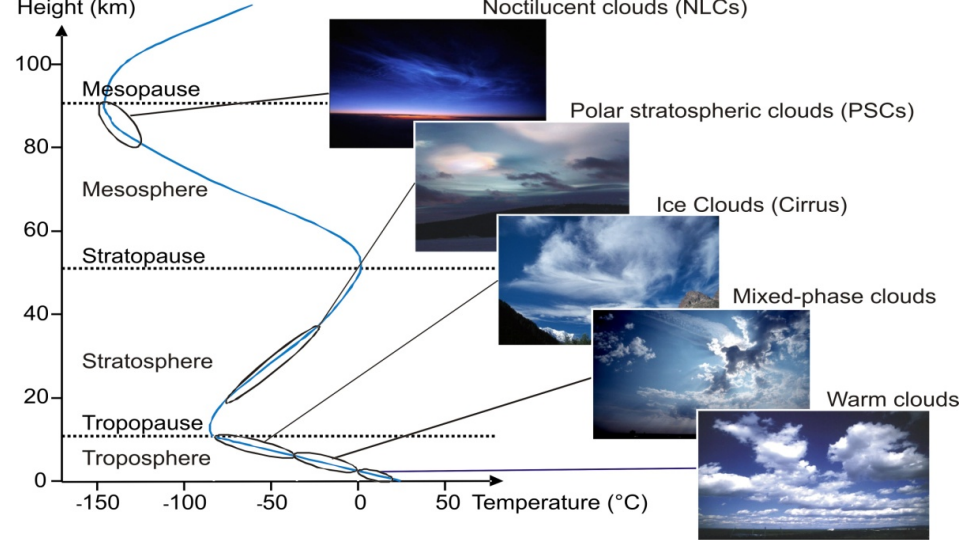 Height (km)
Noctilucent clouds (NLCs)
100
Mesopause
Polar stratospheric clouds (PSCs)
80
Mesosphere
Ice Clouds (Cirrus)
60
Stratopause
Mixed-phase clouds
40
Stratosphere
20
Warm clouds
Tropopause
Troposphere
0
-150 -100 -50 0 50 Temperature (°C)